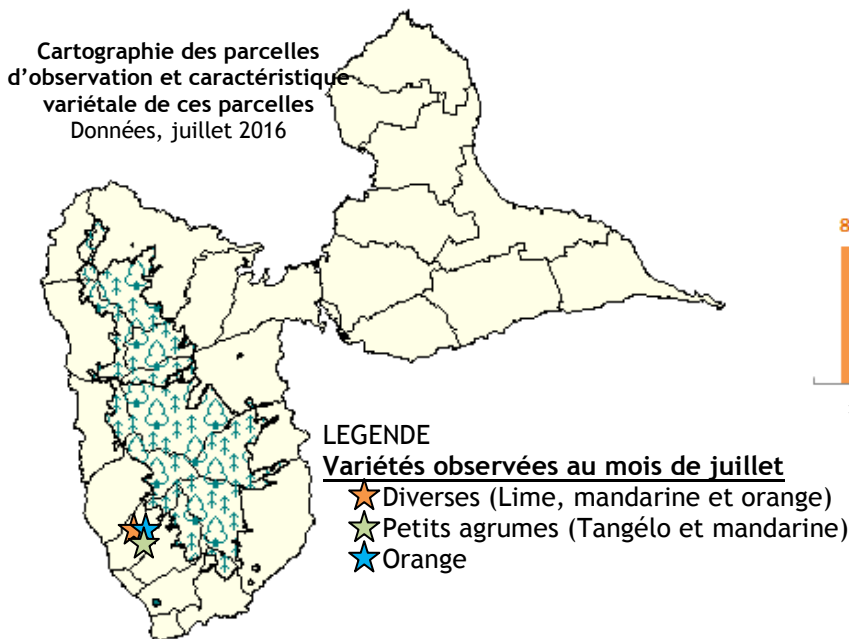 Cartographie des parcelles
d'observation et caractéristique
variétale de ces parcelles
Données, juillet 2016
8
LEGENDE
Variétés observées au mois de juillet
Diverses (Lime, mandarine et orange)
Petits agrumes (Tangélo et mandarine)
Orange